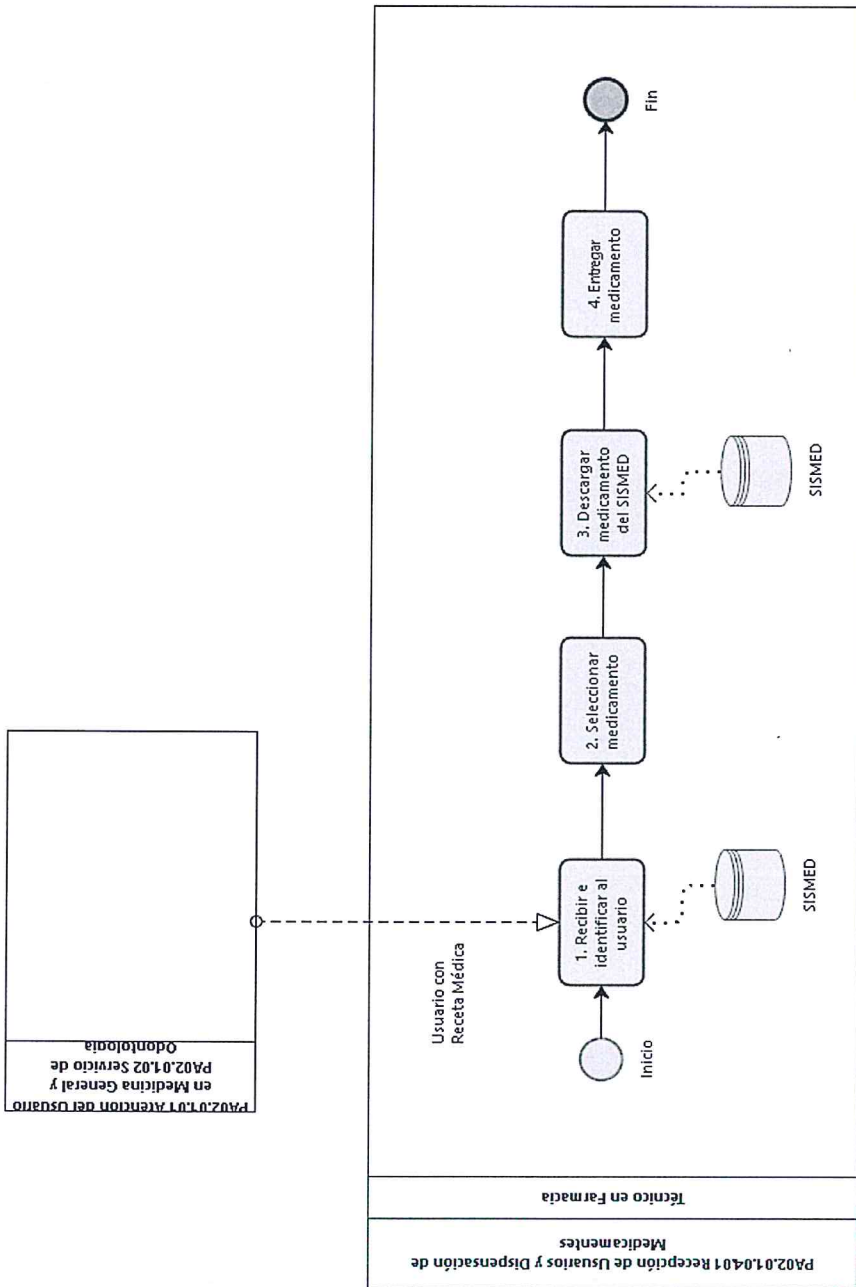 PA02.01.01 Atención del Usuario
en Medicina General y
PA02.01.02 Servicio de
Odontología
PA02.01.04.01 Recepción de Usuarios y Dispensación de
Medicamentes
Técnico en Farmacia
Usuario con
Receta Médica
Inicio
1. Recibir e
identificar al
usuario
SISMED
2. Seleccionar
medicamento
3. Descargar
medicamento
del SISMED
SISMED
4. Entregar
medicamento
Fin